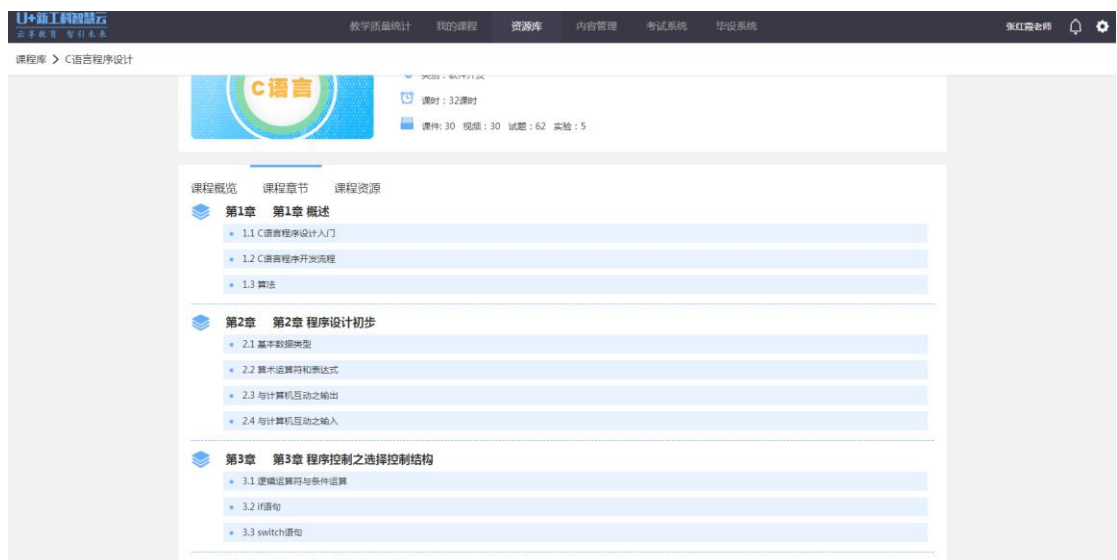 U+新工科智慧云
云享教育 智引未来
教学质量统计 我的课程 资源库 内容管理 考试系统 毕设系统 张红霞老师
课程库 > C语言程序设计
C语言
类别：软件开发
课时：32课时
课件: 30 视频：30 试题：62 实验：5
课程概览 课程章节 课程资源
第1章 第1章 概述
1.1 C语言程序设计入门
1.2 C语言程序开发流程
1.3 算法
第2章 第2章 程序设计初步
2.1 基本数据类型
2.2 算术运算符和表达式
2.3 与计算机互动之输出
2.4 与计算机互动之输入
第3章 第3章 程序控制之选择控制结构
3.1 逻辑运算符与条件运算
3.2 if语句
3.3 switch语句